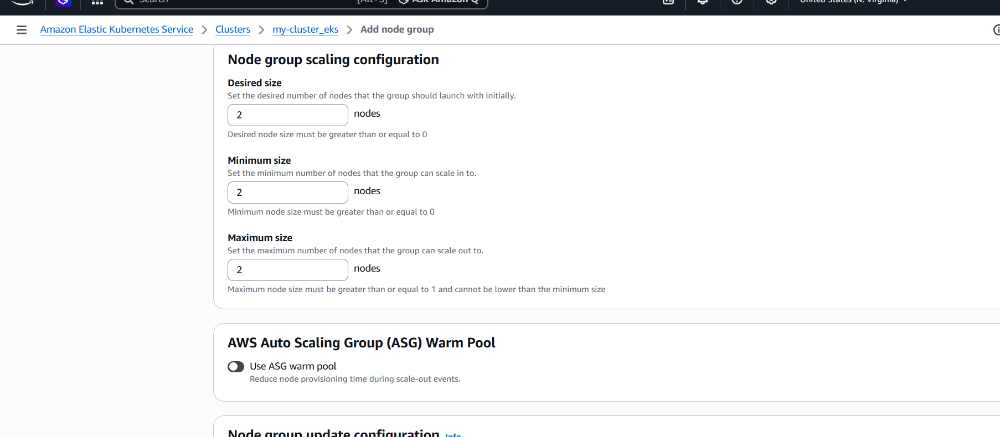 Search [Alt+S] Ask Amazon Q United States (N. Virginia)
Amazon Elastic Kubernetes Service > Clusters > my-cluster_eks > Add node group
Node group scaling configuration
Desired size
Set the desired number of nodes that the group should launch with initially.
2 nodes
Desired node size must be greater than or equal to 0
Minimum size
Set the minimum number of nodes that the group can scale in to.
2 nodes
Minimum node size must be greater than or equal to 0
Maximum size
Set the maximum number of nodes that the group can scale out to.
2 nodes
Maximum node size must be greater than or equal to 1 and cannot be lower than the minimum size
AWS Auto Scaling Group (ASG) Warm Pool
Use ASG warm pool
Reduce node provisioning time during scale-out events.
Node group update configuration Info